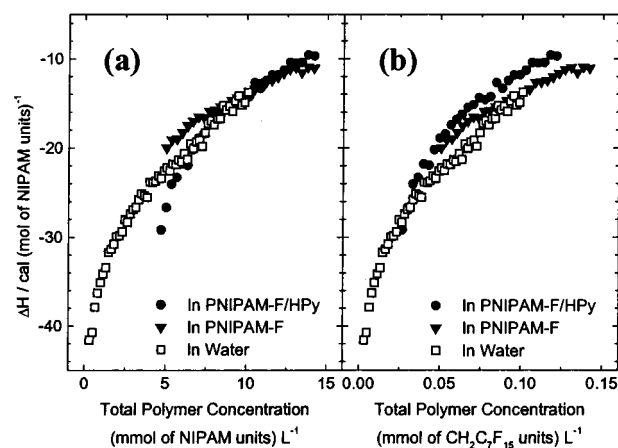 (a)
(b)
ΔH / cal (mol of NIPAM units)⁻¹
-10
-20
-30
-40
In PNIPAM-F/HPy
In PNIPAM-F
In Water
In PNIPAM-F/HPy
In PNIPAM-F
In Water
0 5 10 15
0.00 0.05 0.10 0.15
Total Polymer Concentration
(mmol of NIPAM units) L⁻¹
Total Polymer Concentration
(mmol of CH₂C₇F₁₅ units) L⁻¹